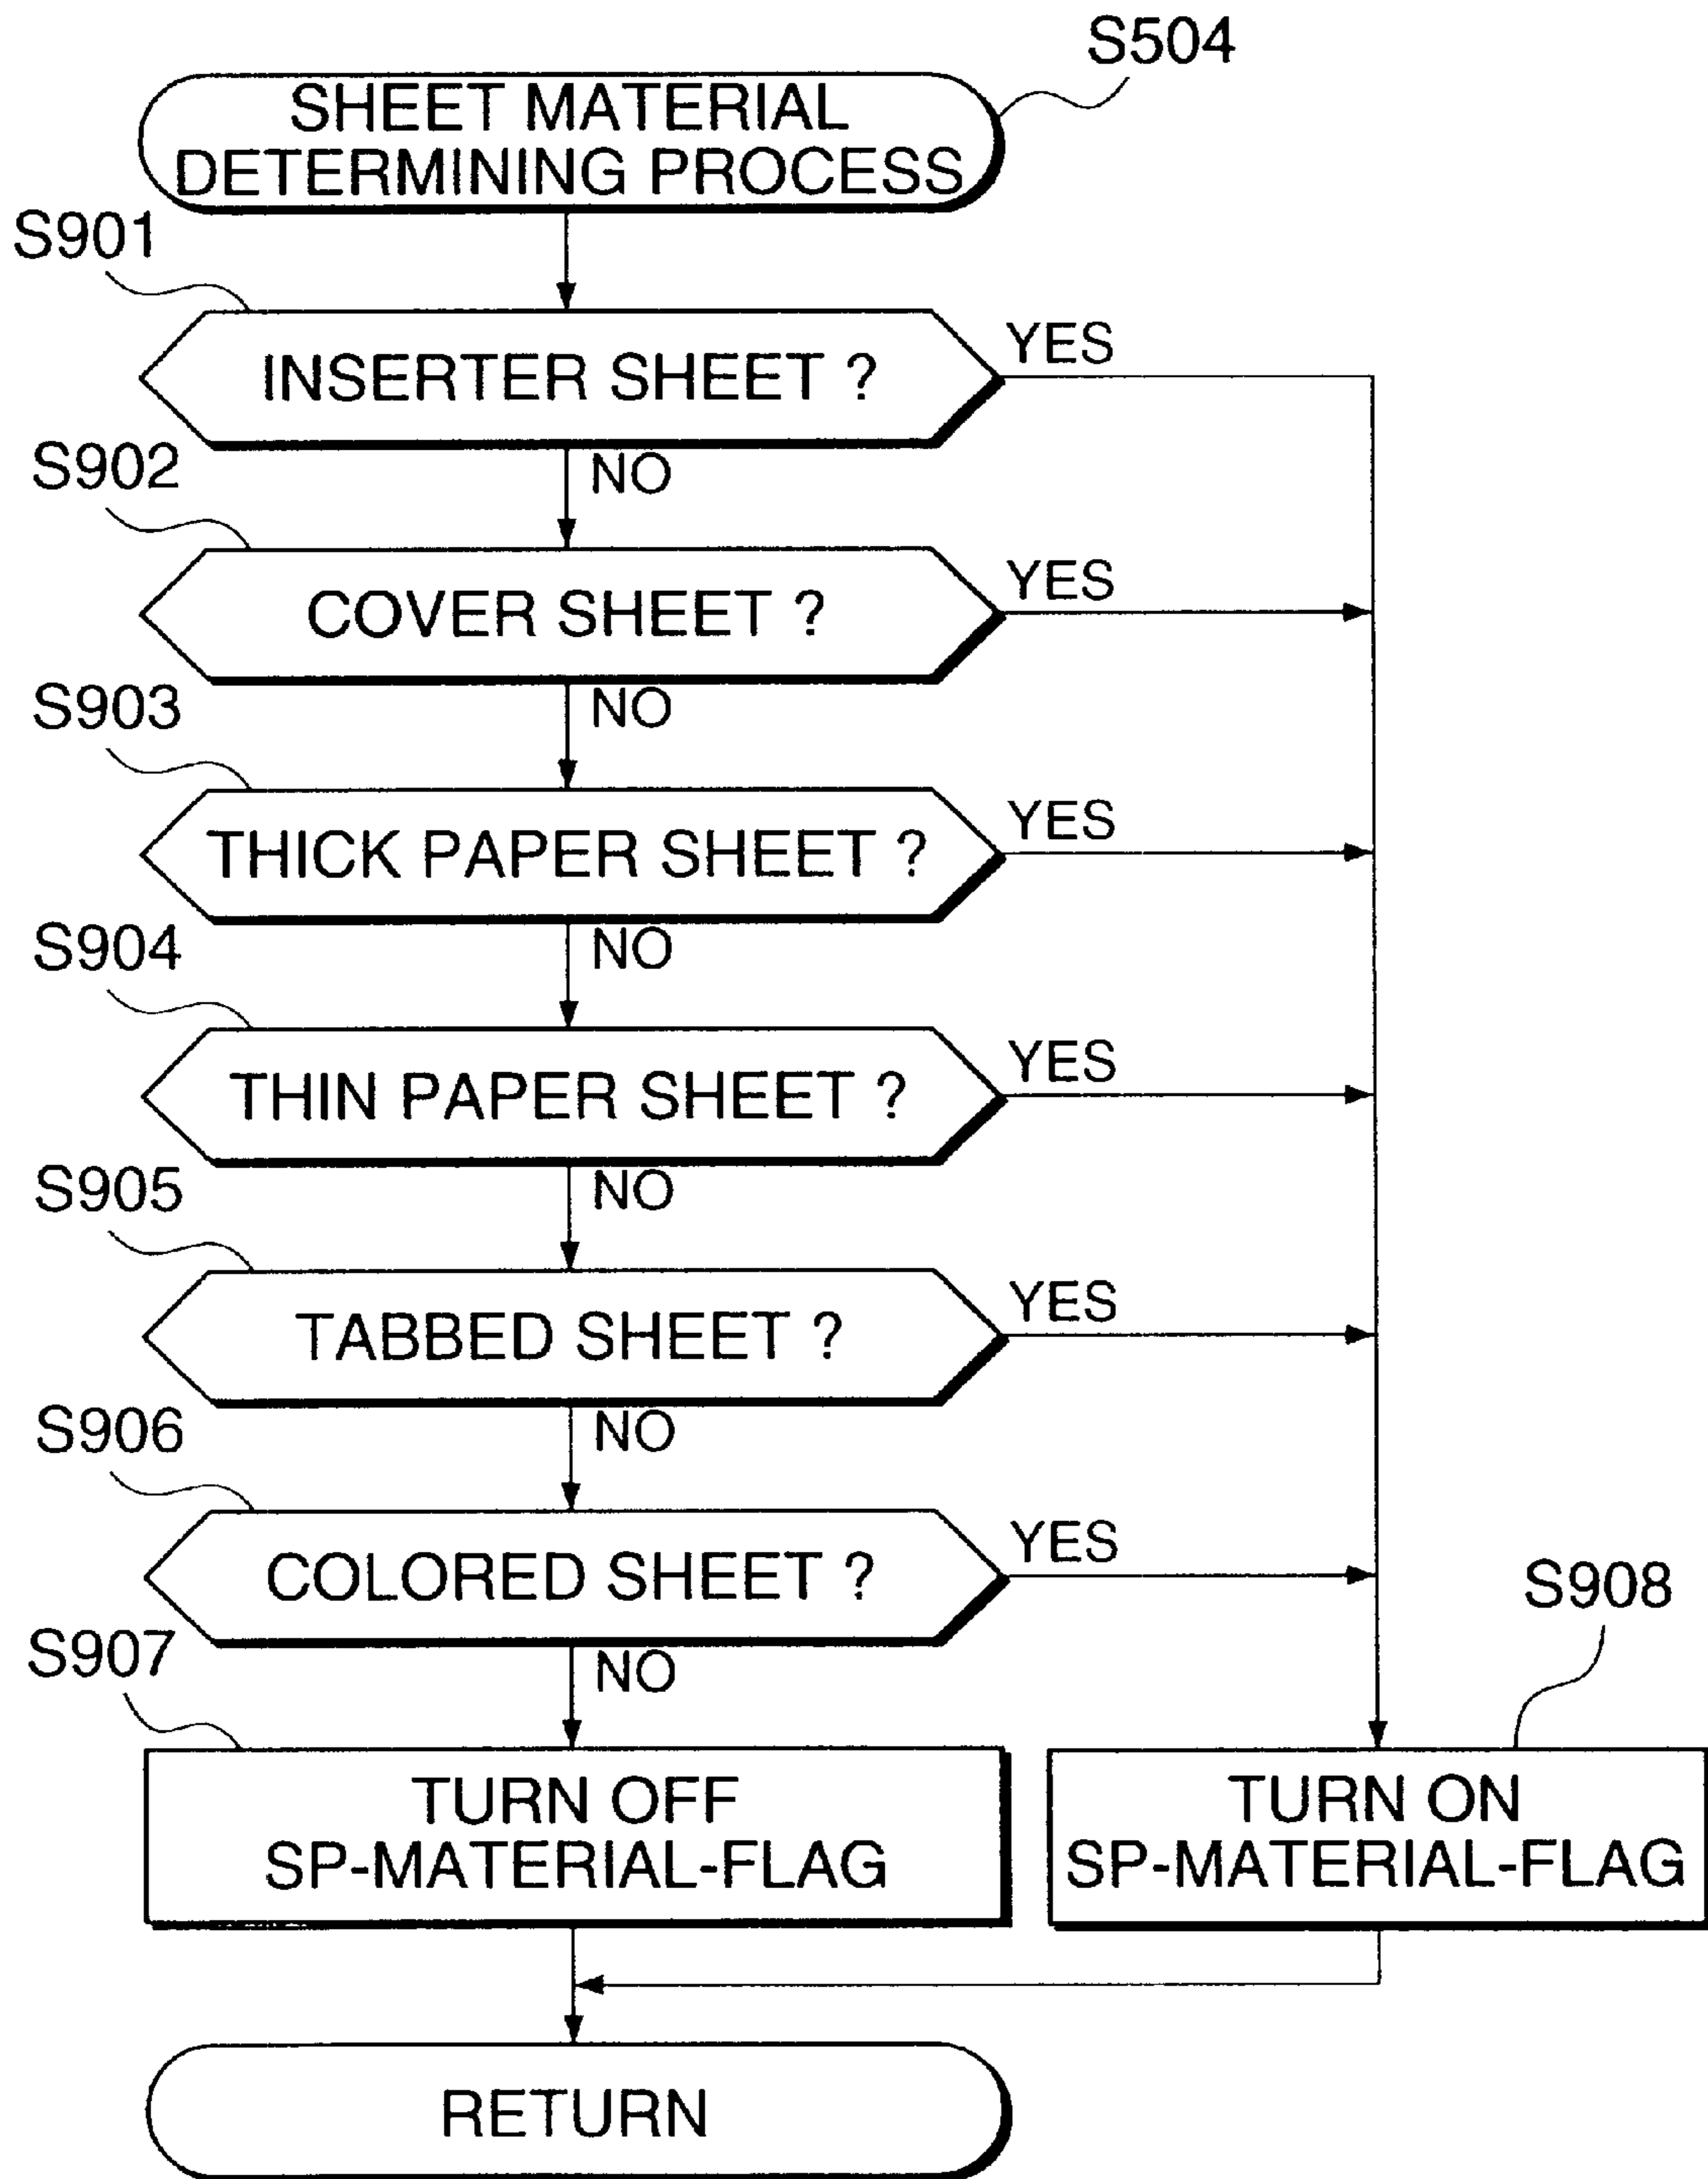 S504
SHEET MATERIAL
DETERMINING PROCESS
S901
INSERTER SHEET ?
YES
NO
S902
COVER SHEET ?
YES
NO
S903
THICK PAPER SHEET ?
YES
NO
S904
THIN PAPER SHEET ?
YES
NO
S905
TABBED SHEET ?
YES
NO
S906
COLORED SHEET ?
YES
NO
S907
TURN OFF
SP-MATERIAL-FLAG
S908
TURN ON
SP-MATERIAL-FLAG
RETURN